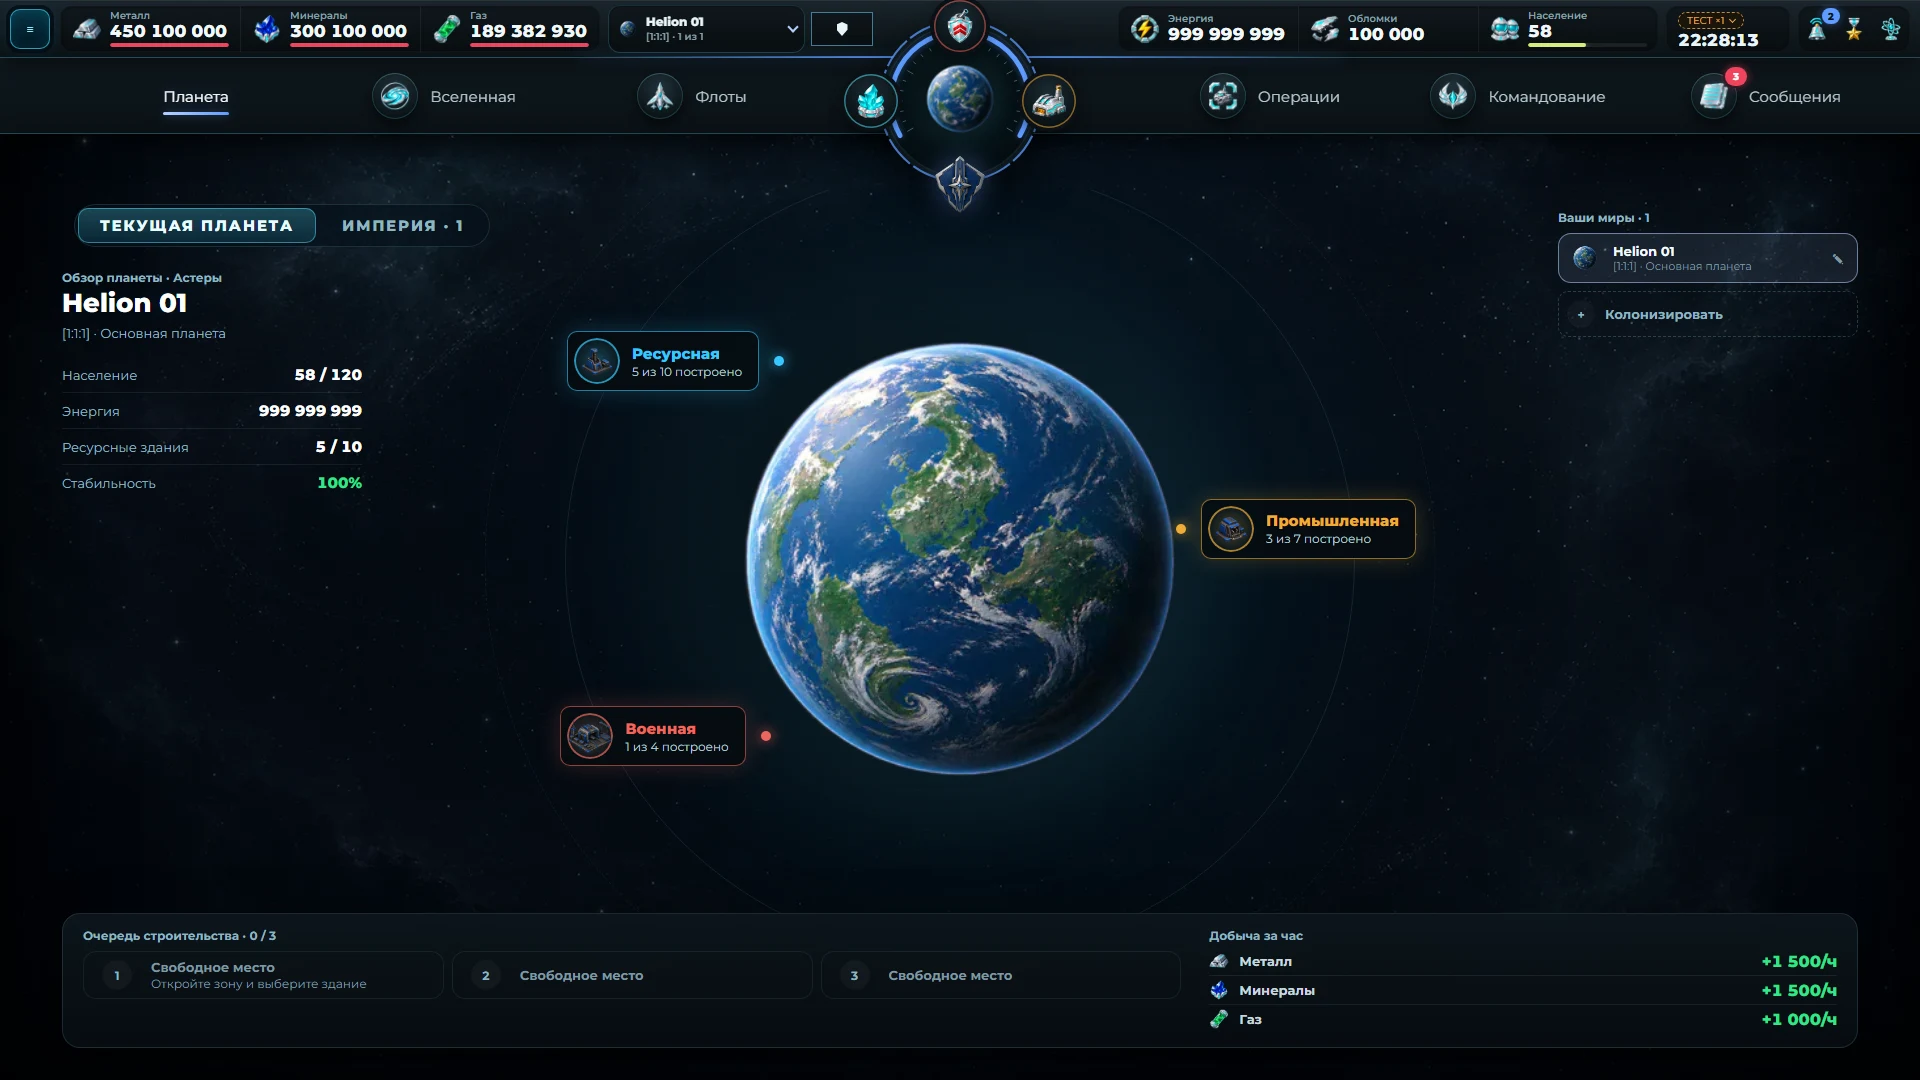 Металл
450 100 000
Минералы
300 100 000
Газ
189 382 930
Helion 01
[1:1:1] · 1 из 1
Энергия
999 999 999
Обломки
100 000
Население
58
ТЕСТ ×1
22:28:13
2
Планета
Вселенная
Флоты
Операции
Командование
3
Сообщения
ТЕКУЩАЯ ПЛАНЕТА
ИМПЕРИЯ · 1
Обзор планеты · Астеры
Helion 01
[1:1:1] · Основная планета
Население 58 / 120
Энергия 999 999 999
Ресурсные здания 5 / 10
Стабильность 100%
Ваши миры · 1
Helion 01
[1:1:1] · Основная планета
+ Колонизировать
Ресурсная
5 из 10 построено
Промышленная
3 из 7 построено
Военная
1 из 4 построено
Очередь строительства · 0 / 3
1 Свободное место
Откройте зону и выберите здание
2 Свободное место
3 Свободное место
Добыча за час
Металл +1 500/ч
Минералы +1 500/ч
Газ +1 000/ч